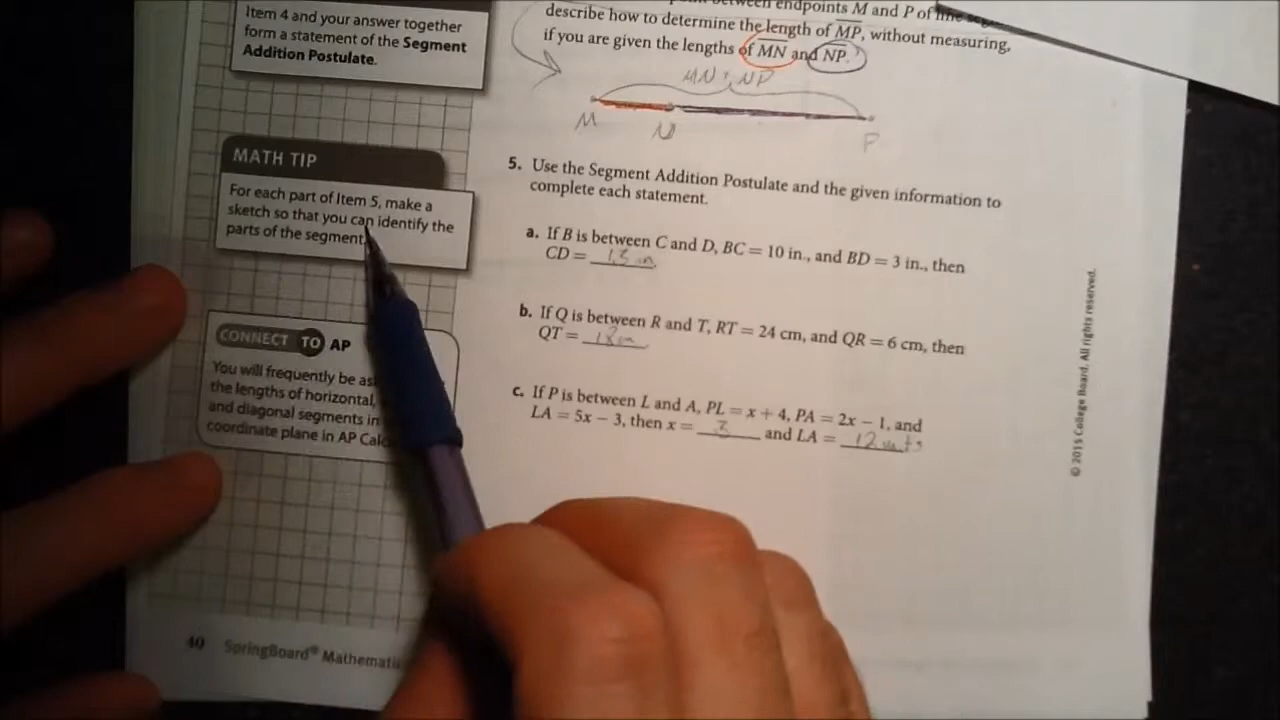 Item 4 and your answer together
form a statement of the Segment
Addition Postulate.
between endpoints M and P of line
describe how to determine the length of MP, without measuring,
if you are given the lengths of MN and NP.
MN + NP
M
N
P
MATH TIP
For each part of Item 5, make a
sketch so that you can identify the
parts of the segment.
5. Use the Segment Addition Postulate and the given information to
complete each statement.
a. If B is between C and D, BC = 10 in., and BD = 3 in., then
CD = 13 in
b. If Q is between R and T, RT = 24 cm, and QR = 6 cm, then
QT = 18cm
c. If P is between L and A, PL = x + 4, PA = 2x − 1, and
LA = 5x − 3, then x = 3 and LA = 12 units
CONNECT TO AP
You will frequently be
the lengths of horizontal,
and diagonal segments in
coordinate plane in AP
© 2015 College Board. All rights reserved.
40 SpringBoard®